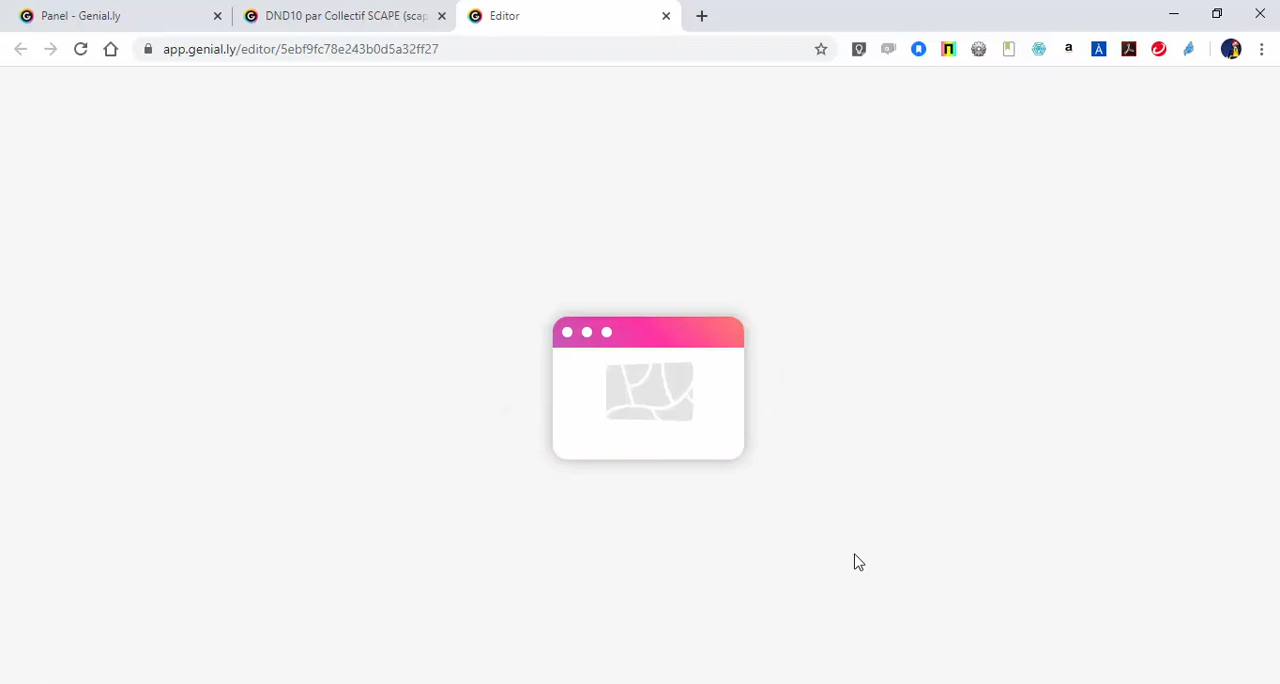 Panel - Genial.ly
DND10 par Collectif SCAPE (scap
Editor
app.genial.ly/editor/5ebf9fc78e243b0d5a32ff27